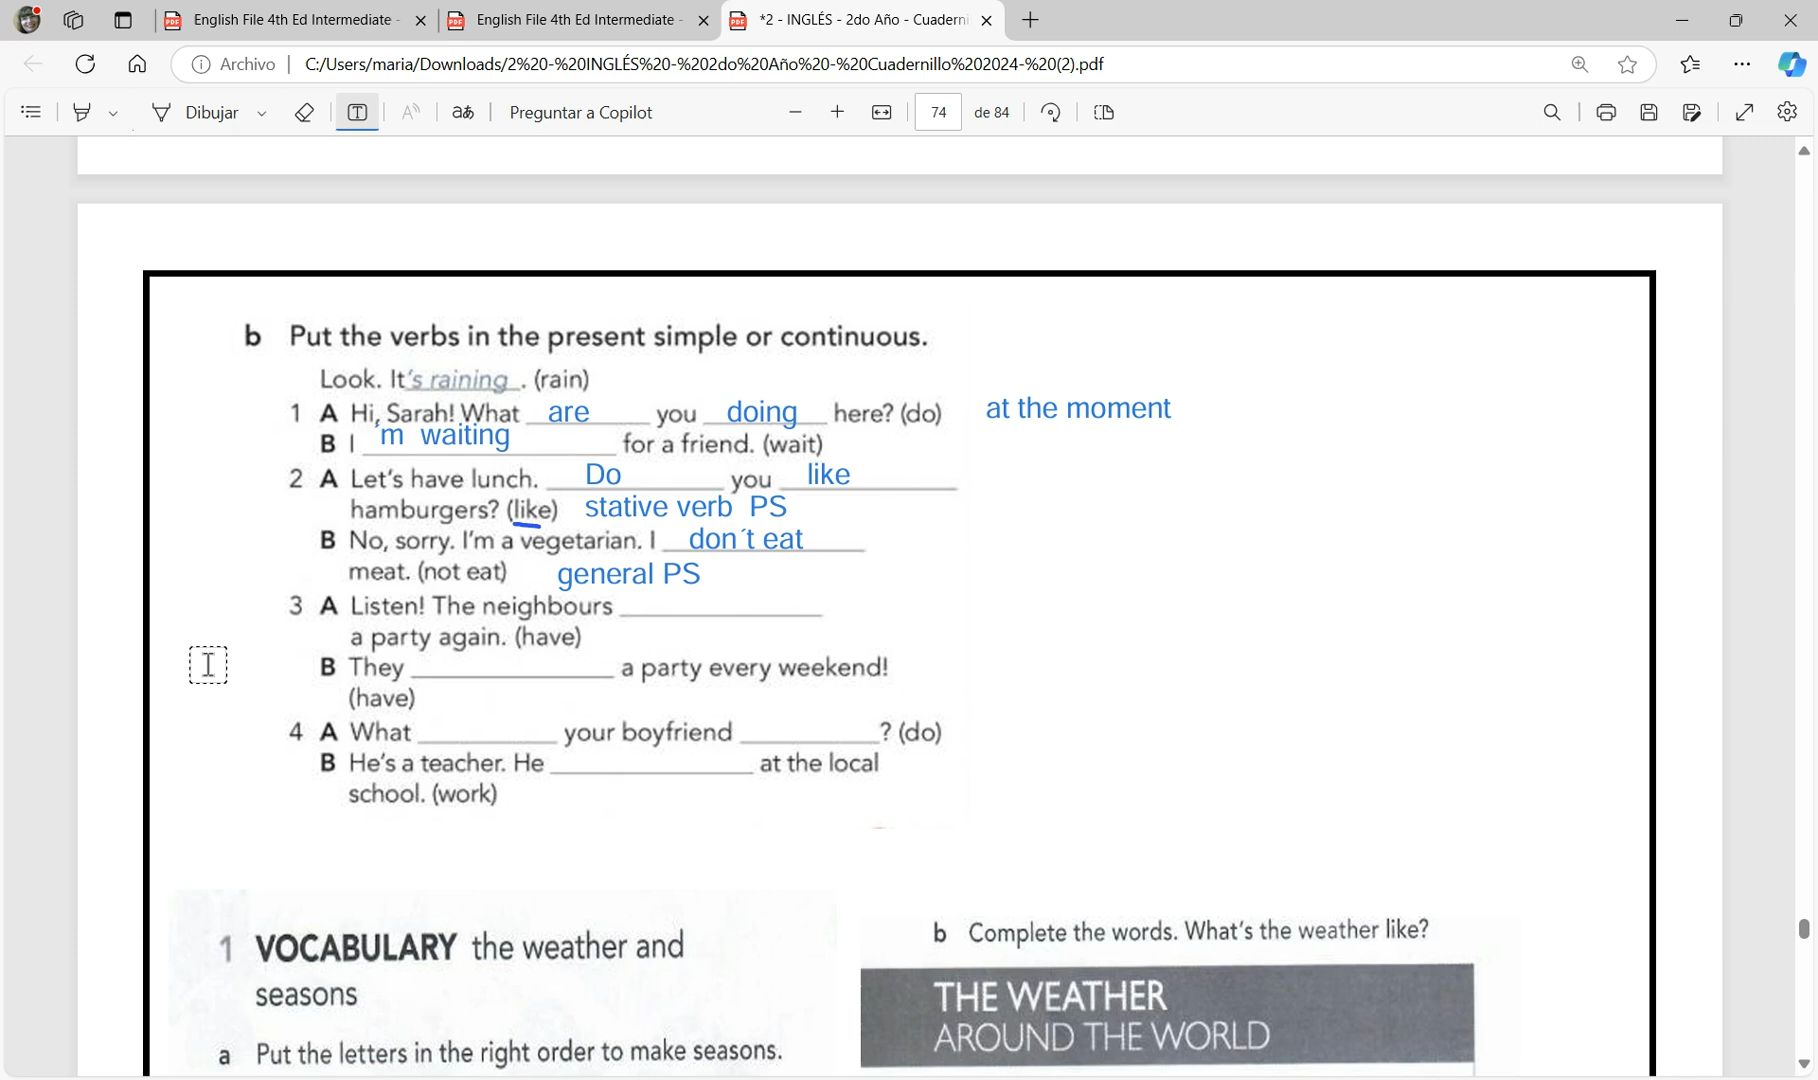 English File 4th Ed Intermediate -
English File 4th Ed Intermediate -
*2 - INGLÉS - 2do Año - Cuaderni
Archivo
C:/Users/maria/Downloads/2%20-%20INGLÉS%20-%202do%20Año%20-%20Cuadernillo%202024-%20(2).pdf
Dibujar
aあ
Preguntar a Copilot
74
de 84
b Put the verbs in the present simple or continuous.
Look. It's raining. (rain)
1 A Hi, Sarah! What are you doing here? (do) at the moment
B I ´m waiting for a friend. (wait)
2 A Let's have lunch. Do you like
hamburgers? (like) stative verb PS
B No, sorry. I'm a vegetarian. I don´t eat
meat. (not eat) general PS
3 A Listen! The neighbours ____
a party again. (have)
B They ____ a party every weekend!
(have)
4 A What ____ your boyfriend ____? (do)
B He's a teacher. He ____ at the local
school. (work)
1 VOCABULARY the weather and
seasons
a Put the letters in the right order to make seasons.
b Complete the words. What's the weather like?
THE WEATHER
AROUND THE WORLD